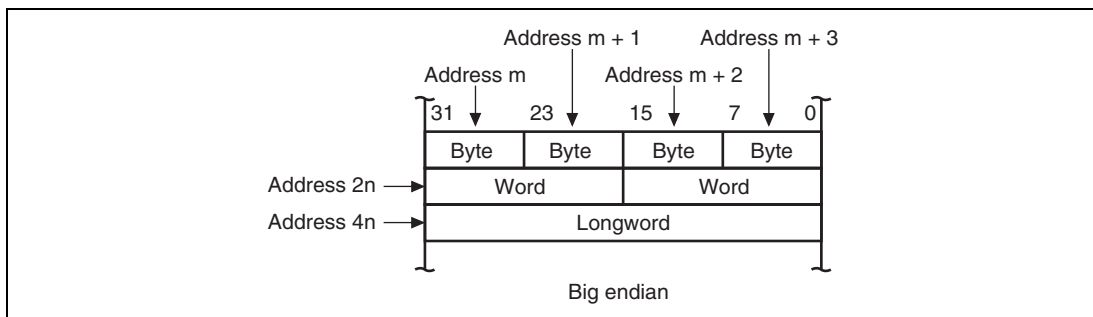 Address m + 1 Address m + 3
Address m Address m + 2
31 23 15 7 0
Byte Byte Byte Byte
Address 2n Word Word
Address 4n Longword
Big endian